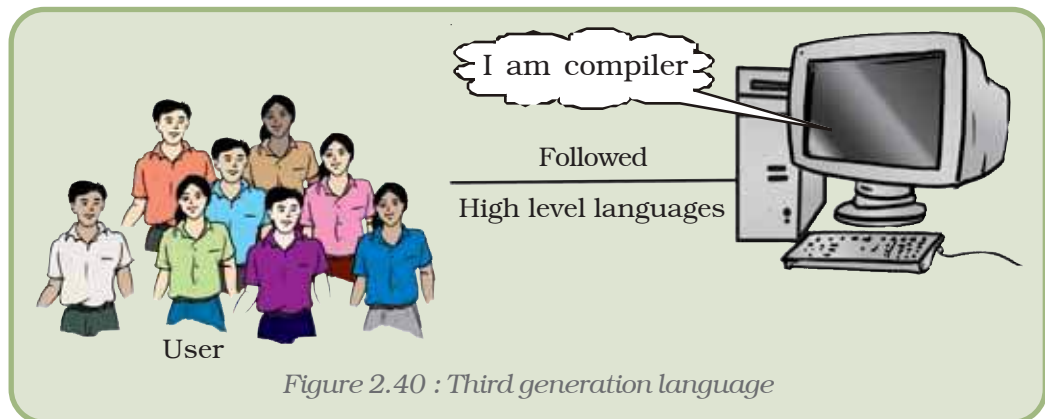 I am compiler
Followed
High level languages
User
Figure 2.40 : Third generation language